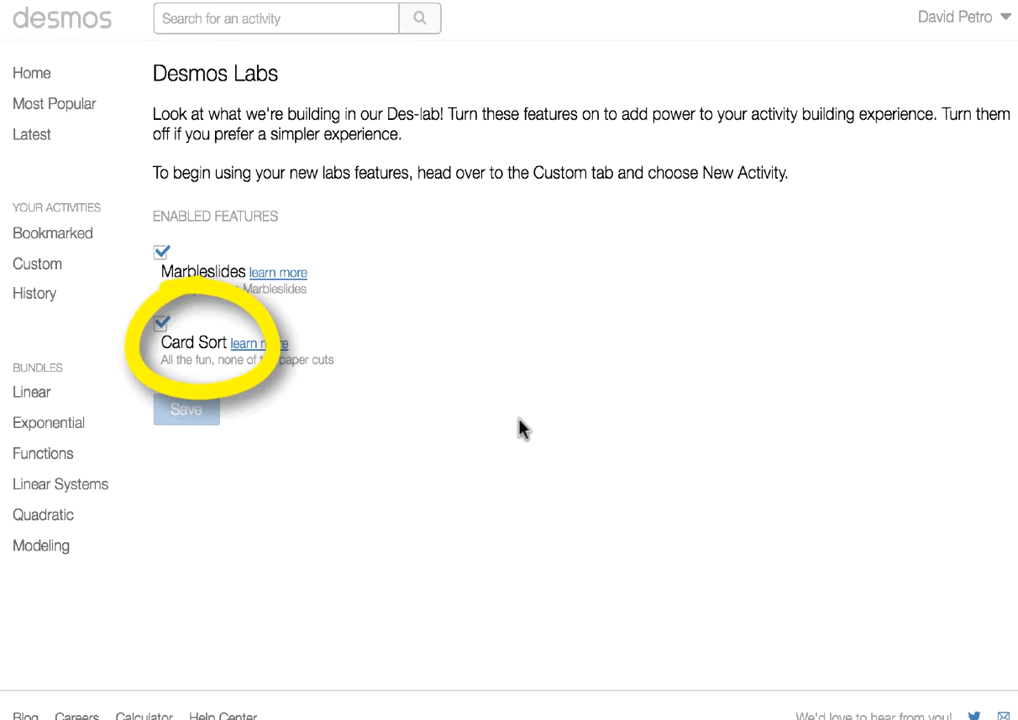 desmos
Search for an activity
David Petro
Home
Most Popular
Latest
YOUR ACTIVITIES
Bookmarked
Custom
History
BUNDLES
Linear
Exponential
Functions
Linear Systems
Quadratic
Modeling
Desmos Labs
Look at what we're building in our Des-lab! Turn these features on to add power to your activity building experience. Turn them
off if you prefer a simpler experience.
To begin using your new labs features, head over to the Custom tab and choose New Activity.
ENABLED FEATURES
Marbleslides learn more
Marbleslides
Card Sort learn more
All the fun, none of the paper cuts
Save
Blog Careers Calculator Help Center
We'd love to hear from you!